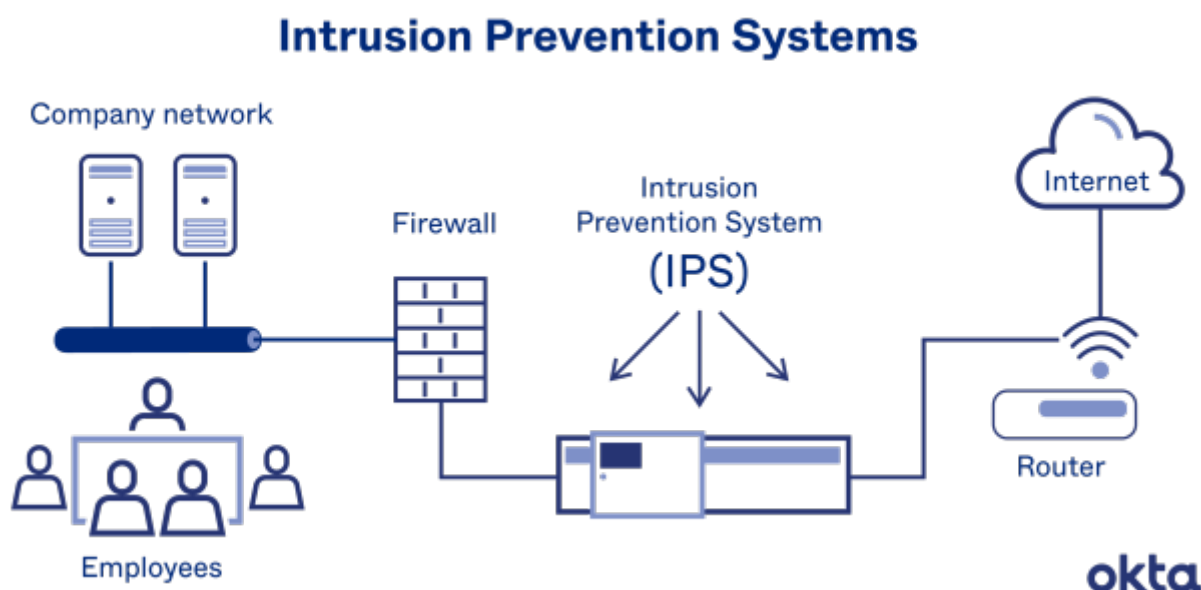 Intrusion Prevention Systems
Company network
Firewall
Intrusion
Prevention System
(IPS)
Internet
Router
Employees
okta